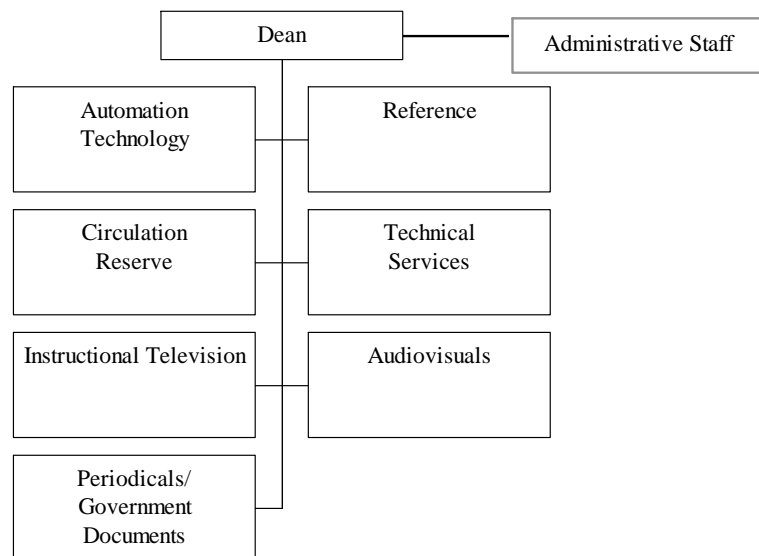 Dean
Administrative Staff
Automation
Technology
Reference
Circulation
Reserve
Technical
Services
Instructional Television
Audiovisuals
Periodicals/
Government
Documents